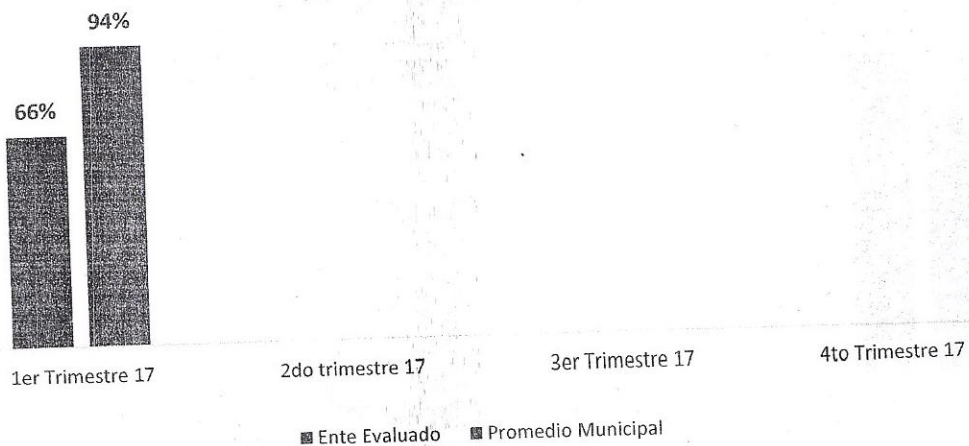 94%
66%
1er Trimestre 17 2do trimestre 17 3er Trimestre 17 4to Trimestre 17
Ente Evaluado Promedio Municipal